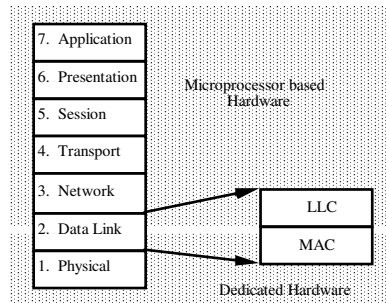 7. Application
6. Presentation
5. Session
4. Transport
3. Network
2. Data Link
1. Physical
Microprocessor based
Hardware
LLC
MAC
Dedicated Hardware